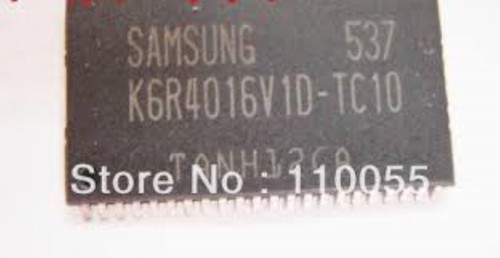 SAMSUNG 537
K6R4016V1D-TC10
Store No : 110055